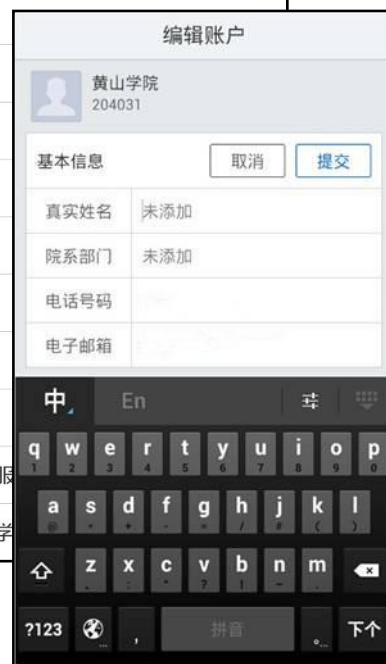 编辑账户
黄山学院
204031
基本信息 取消 提交
真实姓名 未添加
院系部门 未添加
电话号码
电子邮箱
中 En
q w e r t y u i o p
1 2 3 4 5 6 7 8 9 0
服
a s d f g h j k l
学
z x c v b n m
?123 , 拼音 。 下个